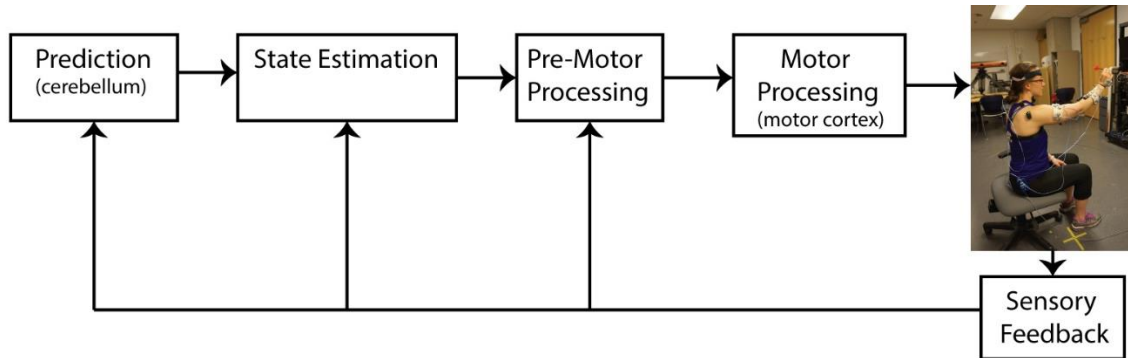 Prediction
(cerebellum)
State Estimation
Pre-Motor
Processing
Motor
Processing
(motor cortex)
Sensory
Feedback